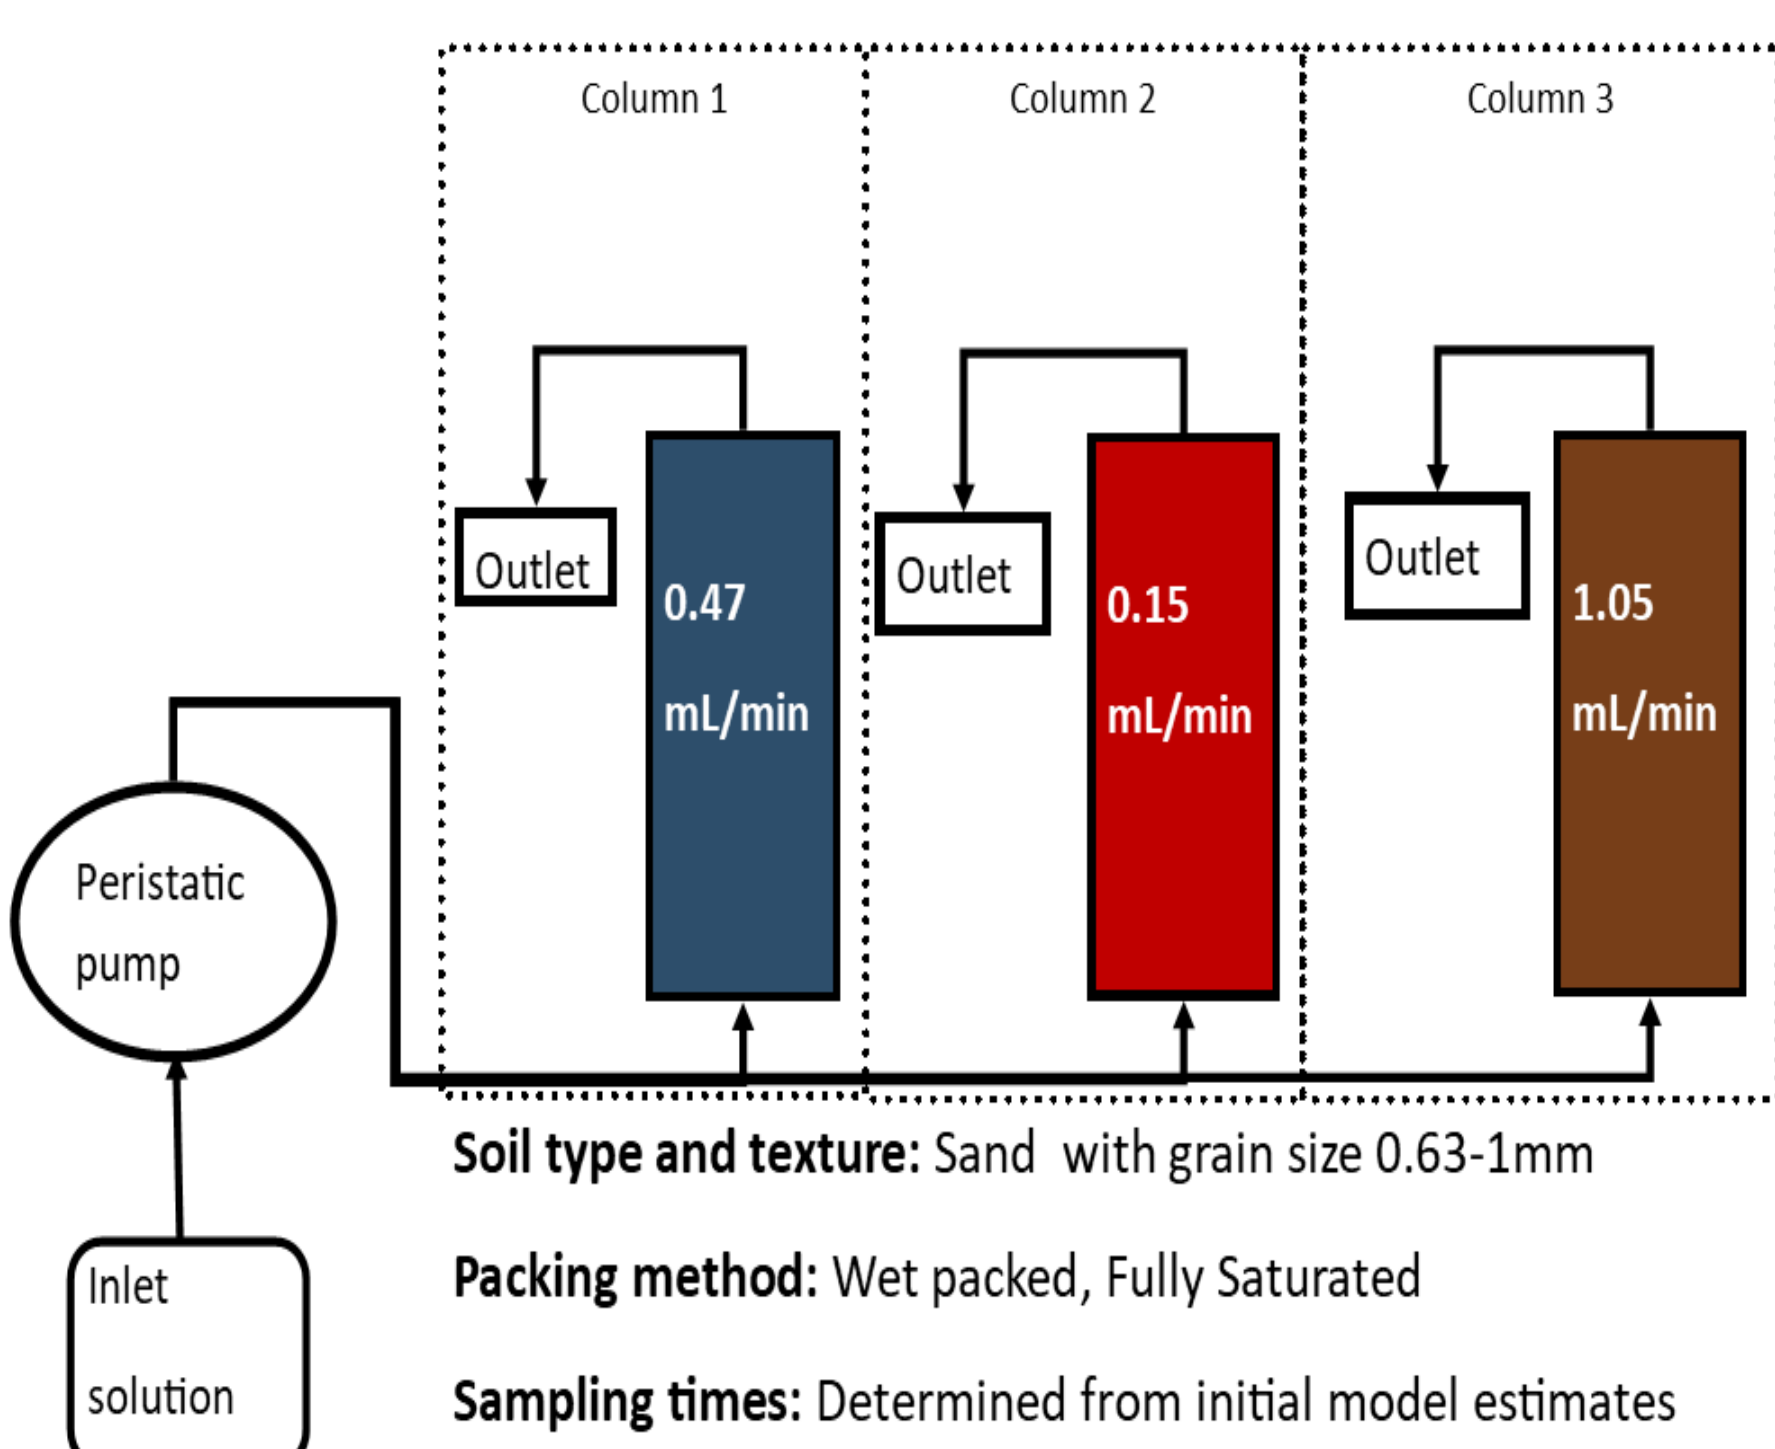 Column 1
Column 2
Column 3
Outlet
0.47
mL/min
Outlet
0.15
mL/min
Outlet
1.05
mL/min
Peristatic
pump
Inlet
solution
Soil type and texture: Sand  with grain size 0.63-1mm
Packing method: Wet packed, Fully Saturated
Sampling times: Determined from initial model estimates